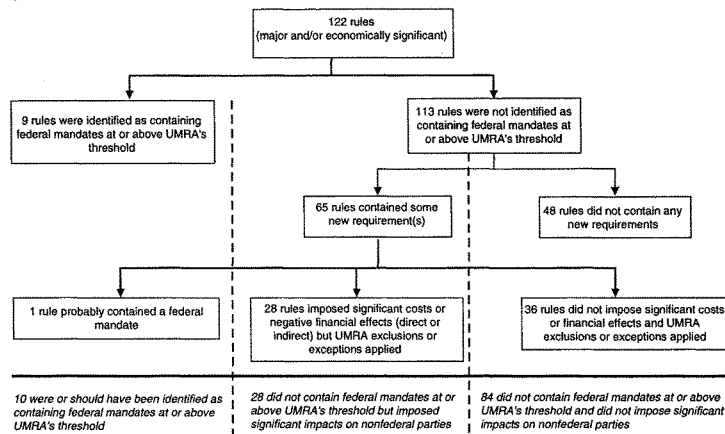 122 rules
(major and/or economically significant)
9 rules were identified as containing
federal mandates at or above UMRA's
threshold
113 rules were not identified as
containing federal mandates at
or above UMRA's threshold
65 rules contained some
new requirement(s)
48 rules did not contain any
new requirements
1 rule probably contained a federal
mandate
28 rules imposed significant costs or
negative financial effects (direct or
indirect) but UMRA exclusions or
exceptions applied
36 rules did not impose significant costs
or financial effects and UMRA
exclusions or exceptions applied
10 were or should have been identified as
containing federal mandates at or above
UMRA's threshold
28 did not contain federal mandates at or
above UMRA's threshold but imposed
significant impacts on nonfederal parties
84 did not contain federal mandates at or above
UMRA's threshold and did not impose significant
impacts on nonfederal parties